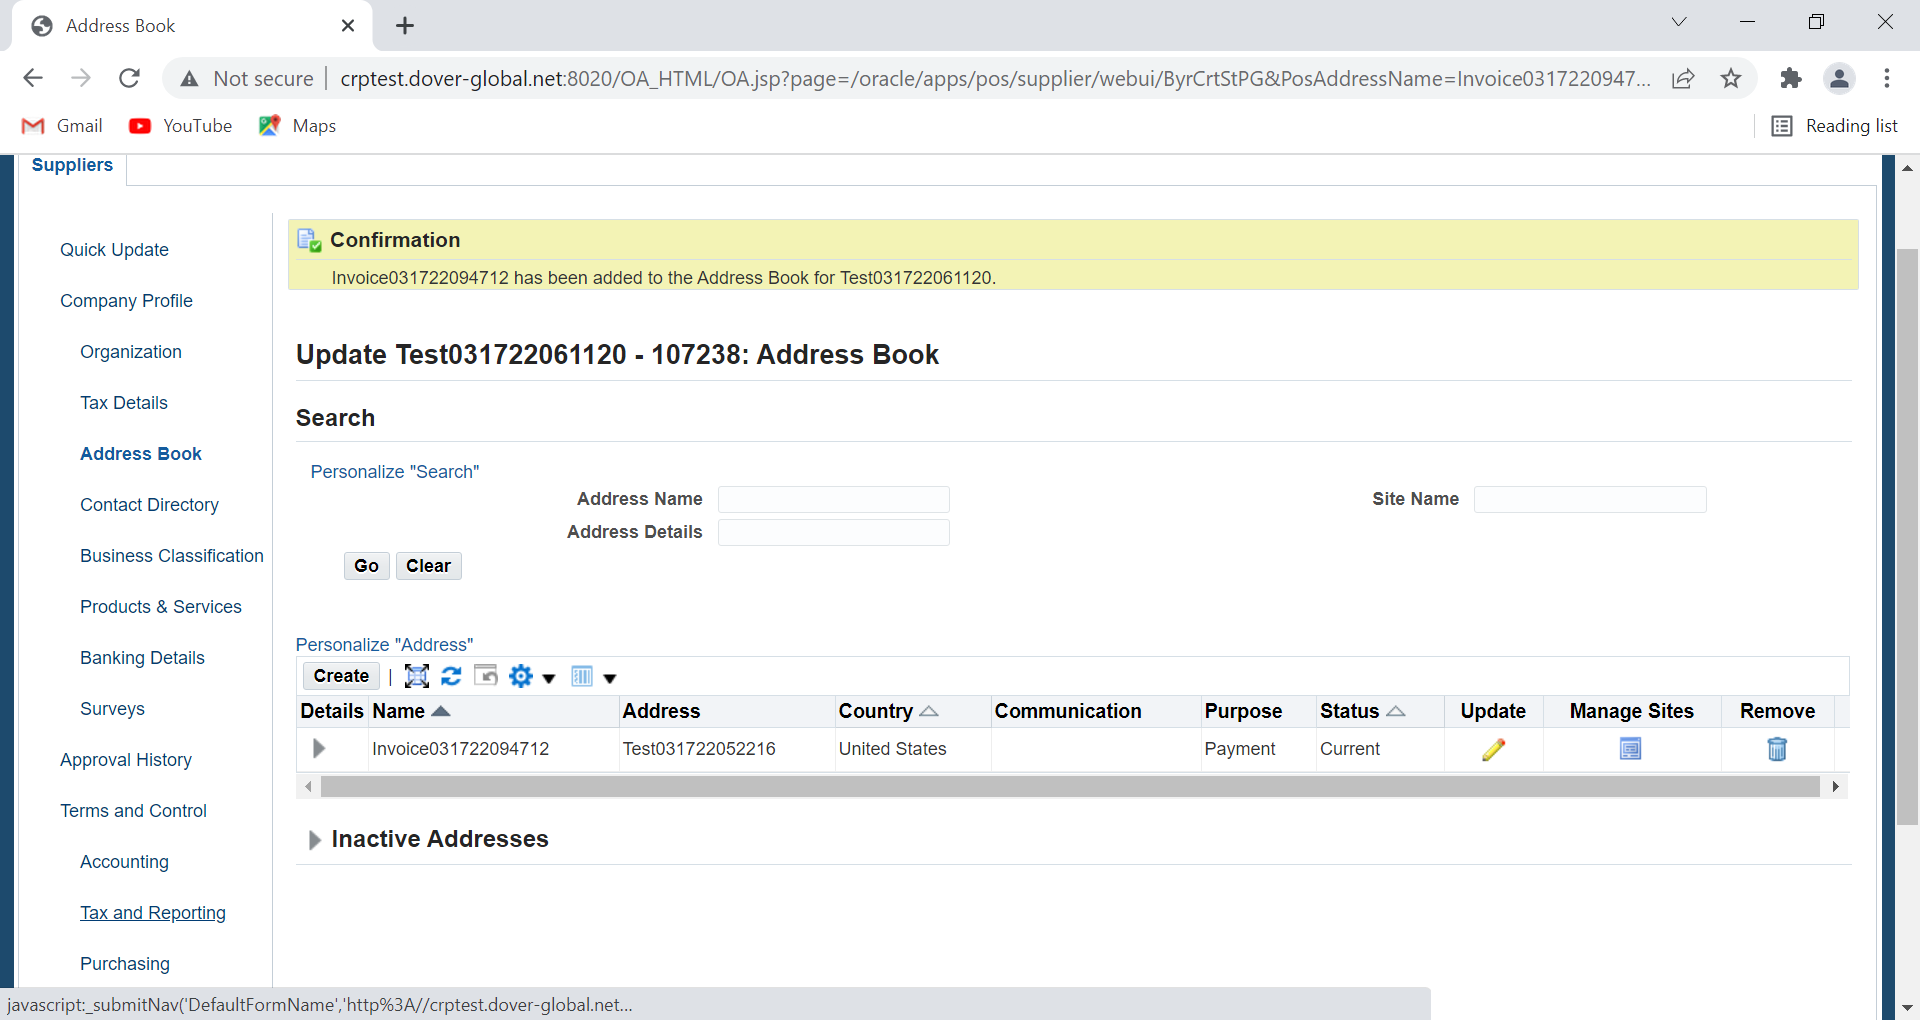 Address Book
Not secure crptest.dover-global.net:8020/OA_HTML/OA.jsp?page=/oracle/apps/pos/supplier/webui/ByrCrtStPG&PosAddressName=Invoice0317220947...
Gmail YouTube Maps Reading list
Suppliers
Quick Update
Company Profile
Organization
Tax Details
Address Book
Contact Directory
Business Classification
Products & Services
Banking Details
Surveys
Approval History
Terms and Control
Accounting
Tax and Reporting
Purchasing
Confirmation
Invoice031722094712 has been added to the Address Book for Test031722061120.
Update Test031722061120 - 107238: Address Book
Search
Personalize "Search"
Address Name Site Name
Address Details
Go Clear
Personalize "Address"
Create
Details Name Address Country Communication Purpose Status Update Manage Sites Remove
Invoice031722094712 Test031722052216 United States Payment Current
Inactive Addresses
javascript:_submitNav('DefaultFormName','http%3A//crptest.dover-global.net...